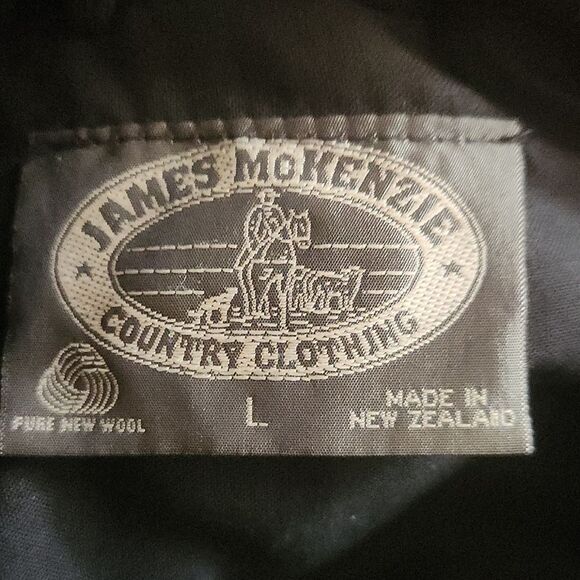 JAMES McKENZIE
COUNTRY CLOTHING
PURE NEW WOOL
L
MADE IN
NEW ZEALAND